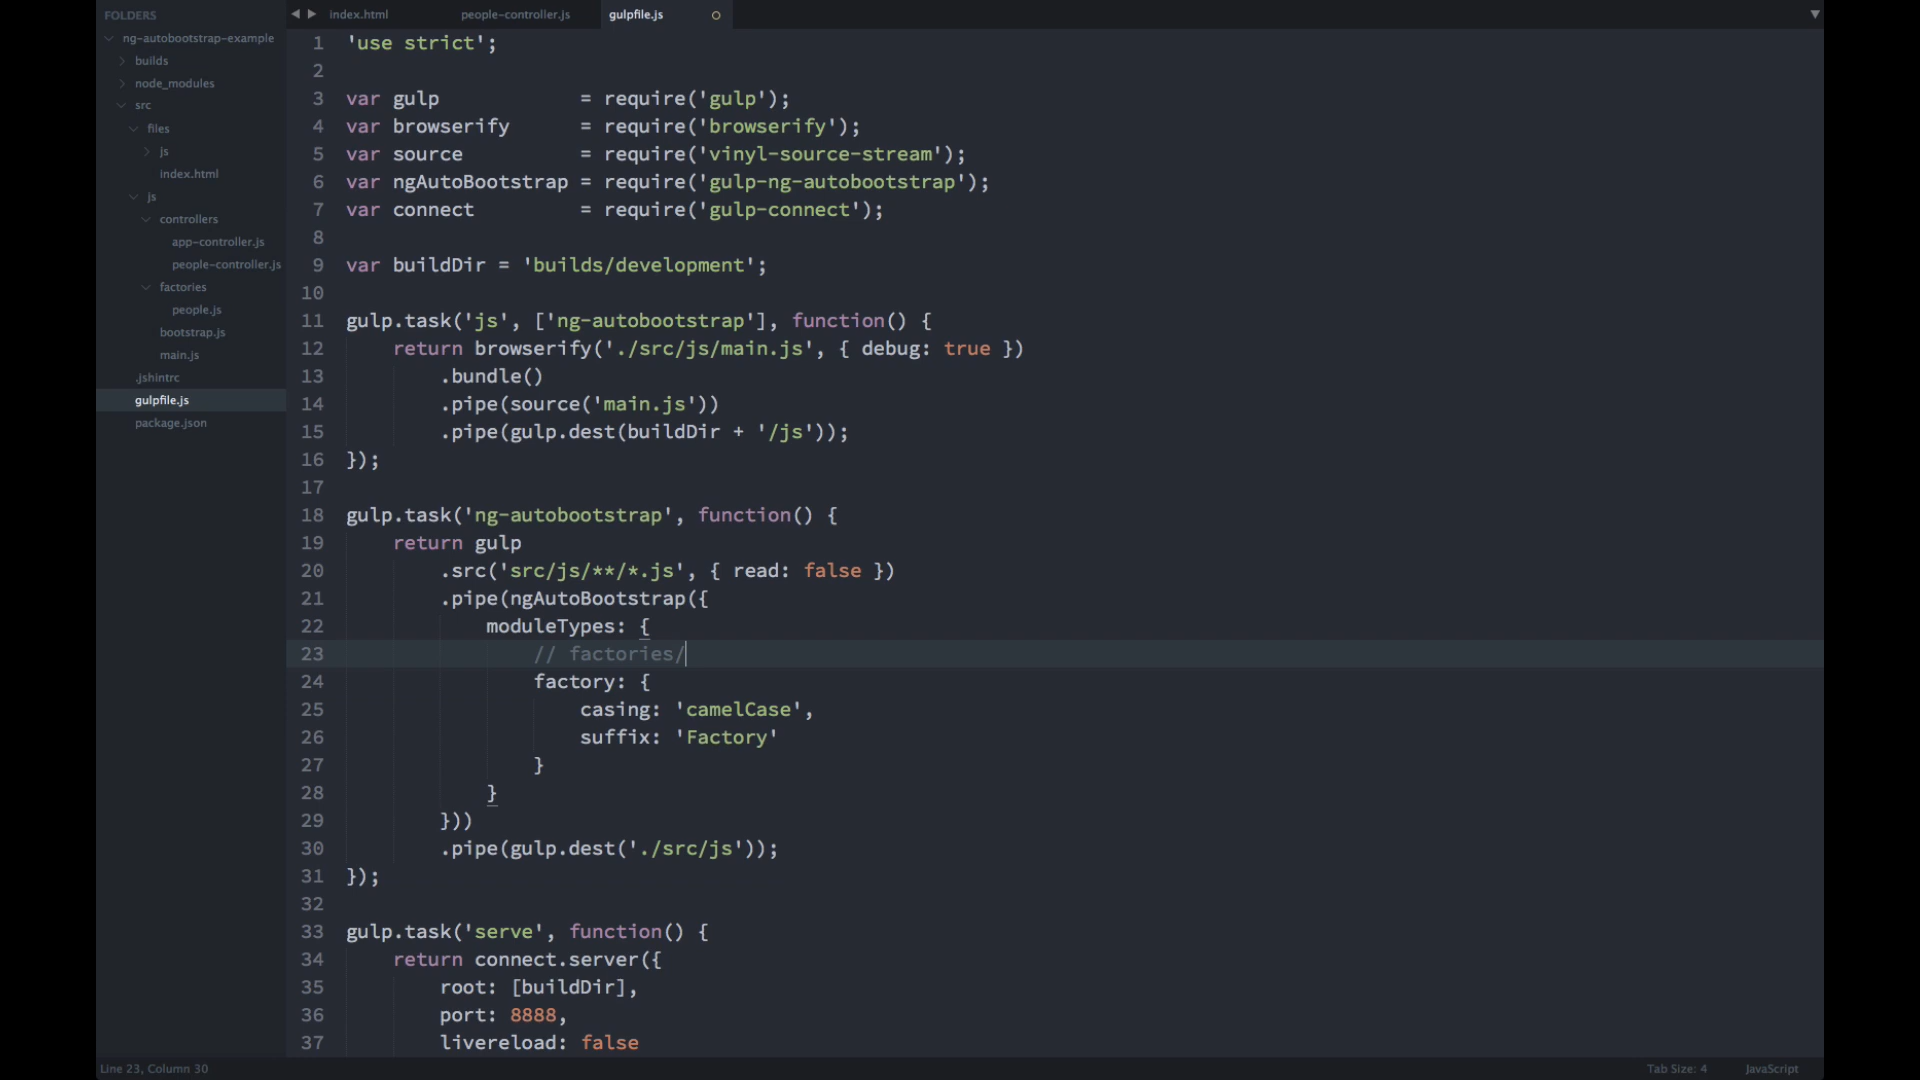 FOLDERS
ng-autobootstrap-example
builds
node_modules
src
files
js
index.html
js
controllers
app-controller.js
people-controller.js
factories
people.js
bootstrap.js
main.js
.jshintrc
gulpfile.js
package.json
index.html people-controller.js gulpfile.js
1 'use strict';
2
3 var gulp = require('gulp');
4 var browserify = require('browserify');
5 var source = require('vinyl-source-stream');
6 var ngAutoBootstrap = require('gulp-ng-autobootstrap');
7 var connect = require('gulp-connect');
8
9 var buildDir = 'builds/development';
10
11 gulp.task('js', ['ng-autobootstrap'], function() {
12 return browserify('./src/js/main.js', { debug: true })
13 .bundle()
14 .pipe(source('main.js'))
15 .pipe(gulp.dest(buildDir + '/js'));
16 });
17
18 gulp.task('ng-autobootstrap', function() {
19 return gulp
20 .src('src/js/**/*.js', { read: false })
21 .pipe(ngAutoBootstrap({
22 moduleTypes: {
23 // factories/
24 factory: {
25 casing: 'camelCase',
26 suffix: 'Factory'
27 }
28 }
29 }))
30 .pipe(gulp.dest('./src/js'));
31 });
32
33 gulp.task('serve', function() {
34 return connect.server({
35 root: [buildDir],
36 port: 8888,
37 livereload: false
Line 23, Column 30
Tab Size: 4 JavaScript